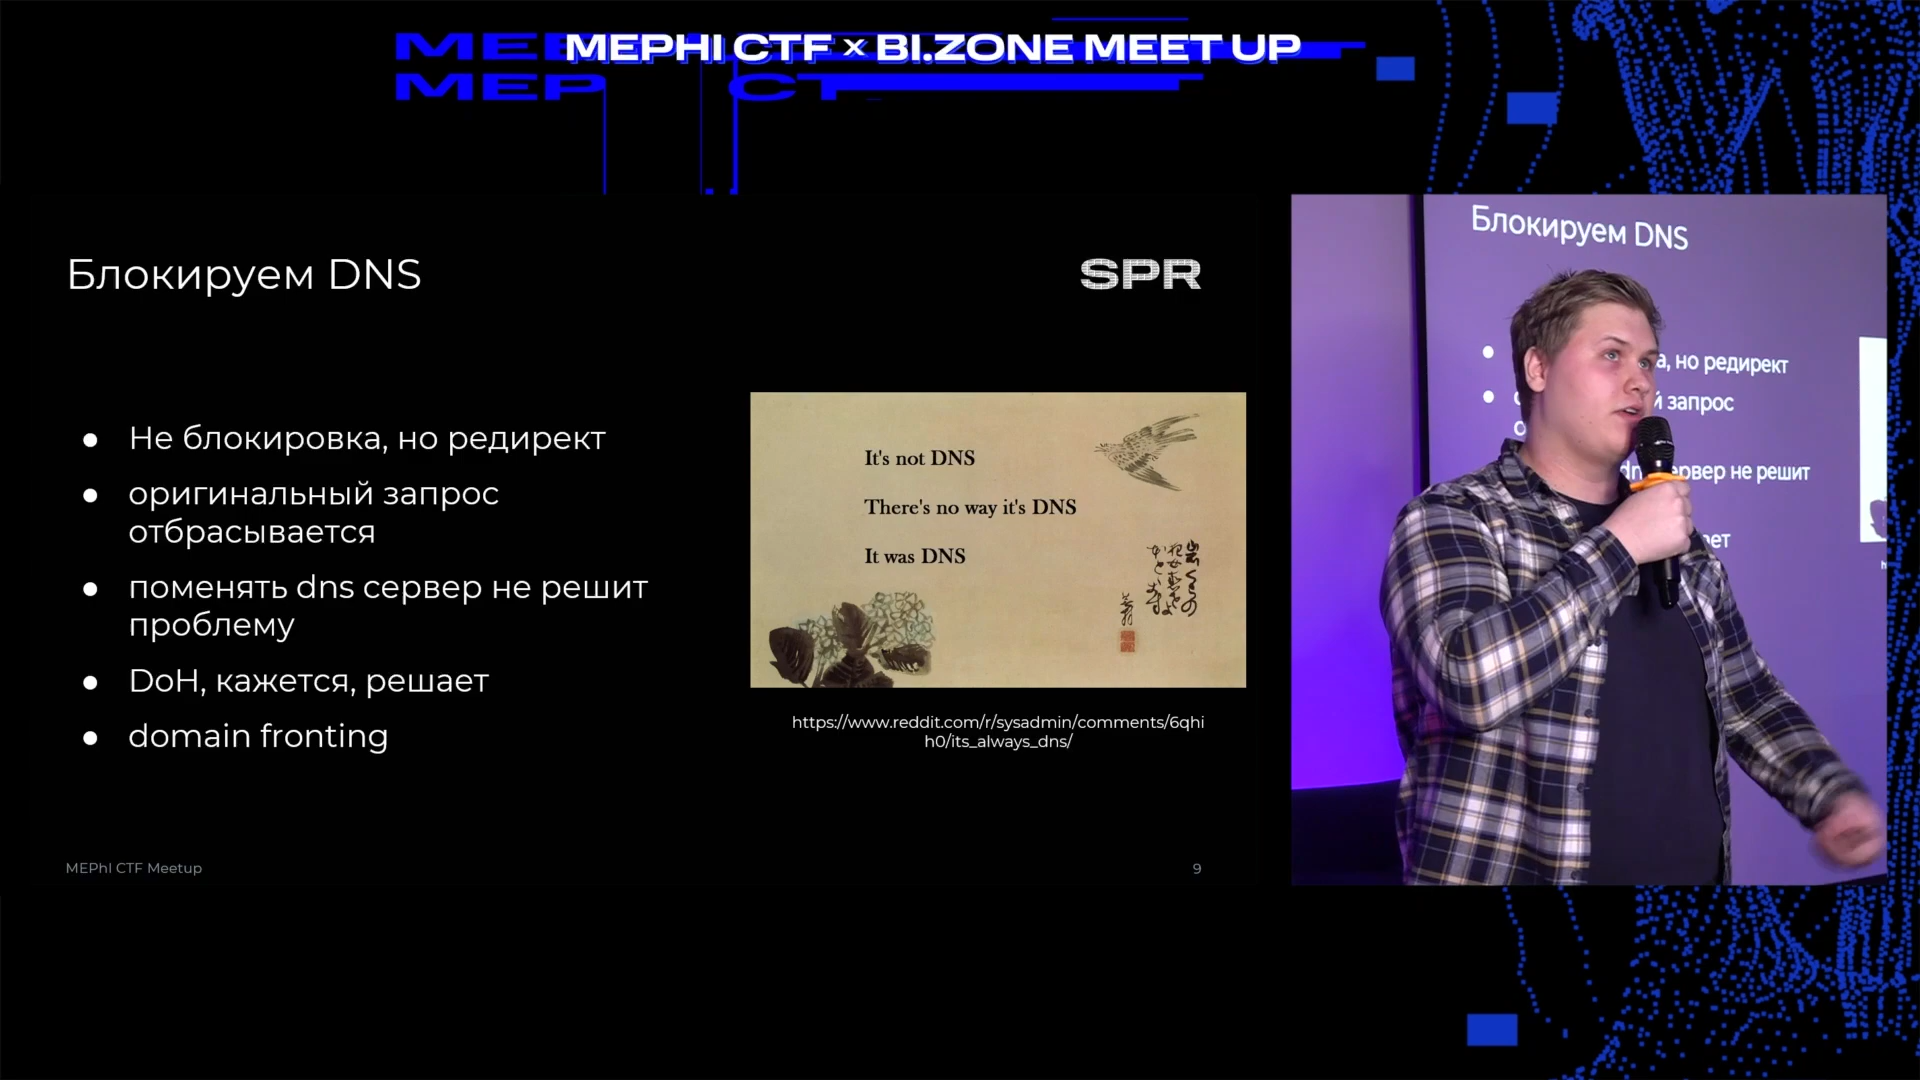 MEPHI CTF x BI.ZONE MEET UP
Блокируем DNS
SPR
● Не блокировка, но редирект
● оригинальный запрос
отбрасывается
● поменять dns сервер не решит
проблему
● DoH, кажется, решает
● domain fronting
It's not DNS
There's no way it's DNS
It was DNS
https://www.reddit.com/r/sysadmin/comments/6qhi
h0/its_always_dns/
MEPhI CTF Meetup
9
Блокируем DNS
но редирект
запрос
сервер не решит